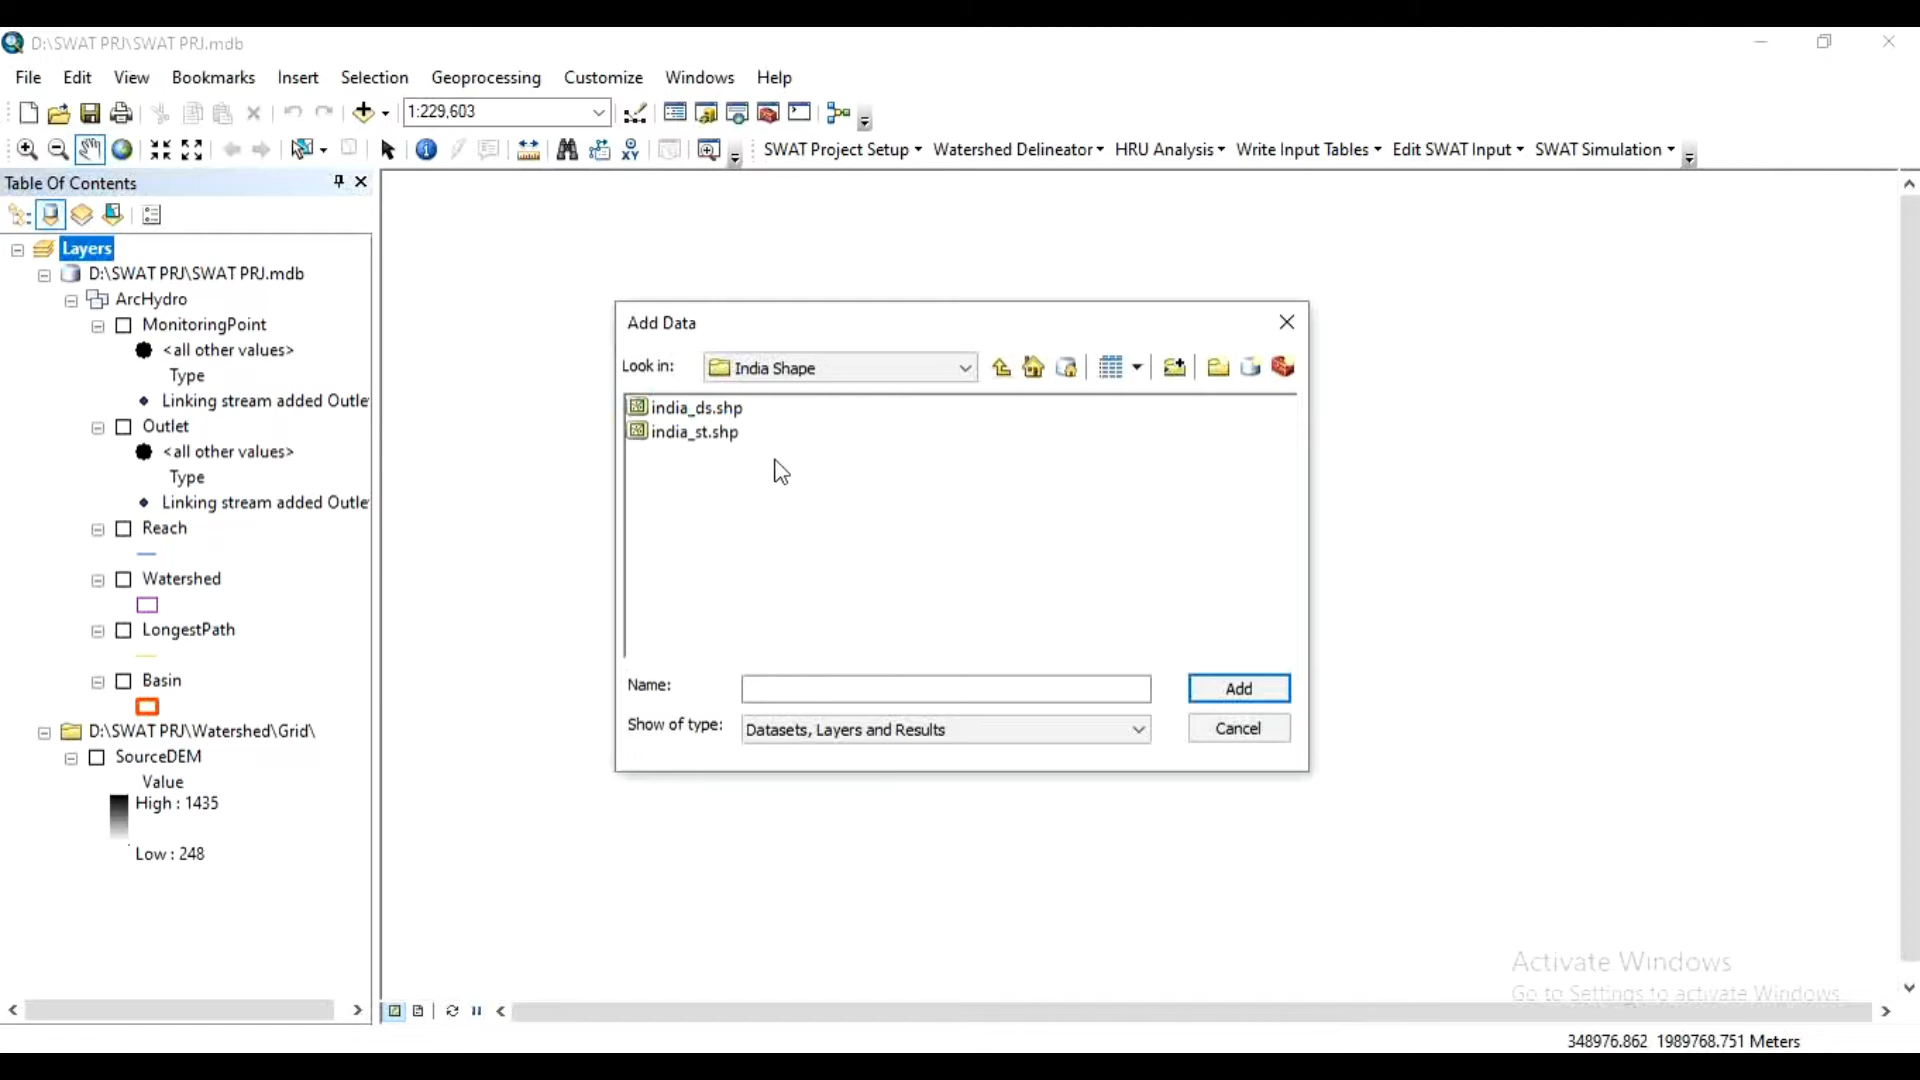 D:\SWAT PRJ\SWAT PRJ.mdb
File Edit View Bookmarks Insert Selection Geoprocessing Customize Windows Help
1:229,603
SWAT Project Setup Watershed Delineator HRU Analysis Write Input Tables Edit SWAT Input SWAT Simulation
Table Of Contents
Layers
D:\SWAT PRJ\SWAT PRJ.mdb
ArcHydro
MonitoringPoint
<all other values>
Type
Linking stream added Outle
Outlet
<all other values>
Type
Linking stream added Outle
Reach
Watershed
LongestPath
Basin
D:\SWAT PRJ\Watershed\Grid\
SourceDEM
Value
High : 1435
Low : 248
Add Data
Look in: India Shape
india_ds.shp
india_st.shp
Name:
Add
Show of type: Datasets, Layers and Results
Cancel
Activate Windows
Go to Settings to activate Windows.
348976.862 1989768.751 Meters